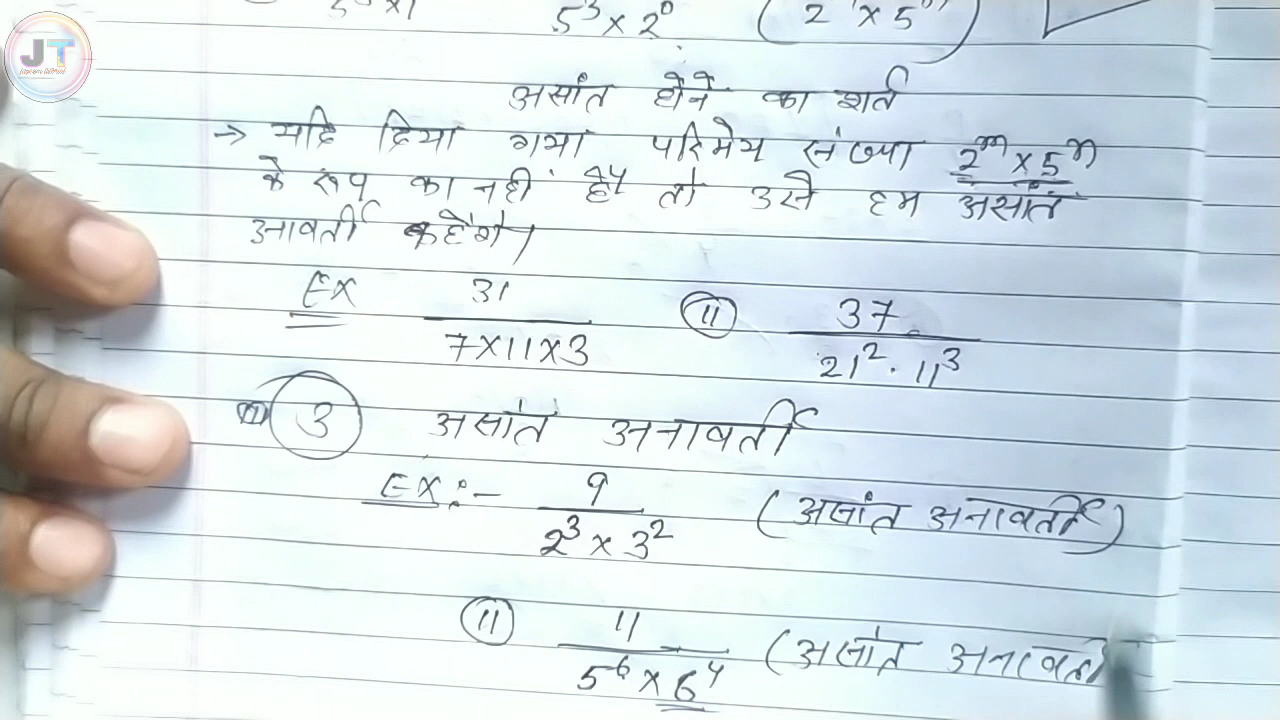 JT
5³ × 2⁰
असांत होने का शर्त
→ यदि दिया गया परिमेय संख्या 2ᵐ × 5ⁿ
के रूप का नहीं है, तो उसे हम असांत
आवर्ती कहेंगे।
Ex 31 / 7×11×3 (II) 37 / 21² · 11³
(3) असांत अनावर्ती
Ex:- 9 / 2³ × 3² (असांत अनावर्ती)
(II) 11 / 5⁶ × 6⁴ (असांत अनावर्ती